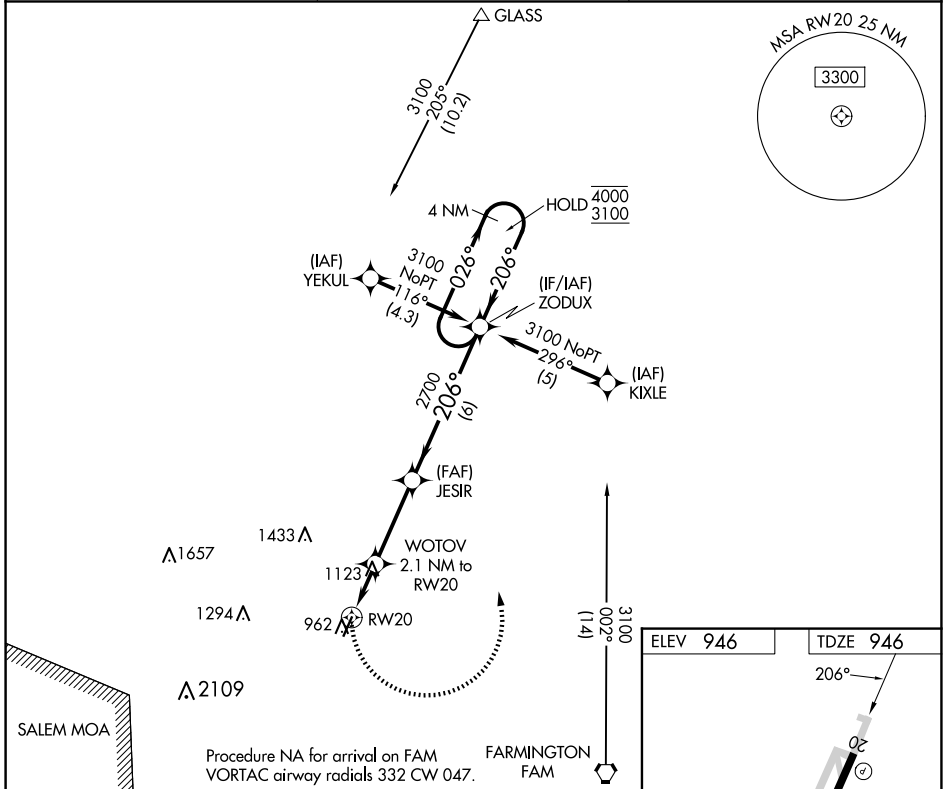 GLASS
3100
205°
(10.2)
MSA RW20 25 NM
3300
4 NM
HOLD
4000
3100
026°
206°
(IAF)
YEKUL
3100
NoPT
116°
(4.3)
(IF/IAF)
ZODUX
3100 NoPT
296°
(5)
(IAF)
KIXLE
2700
206°
(6)
(FAF)
JESIR
WOTOV
2.1 NM to
RW20
1433
1657
1123
1294
962
RW20
2109
3100
002°
(14)
SALEM MOA
Procedure NA for arrival on FAM
VORTAC airway radials 332 CW 047.
FARMINGTON
FAM
ELEV 946
TDZE 946
206°
20
P